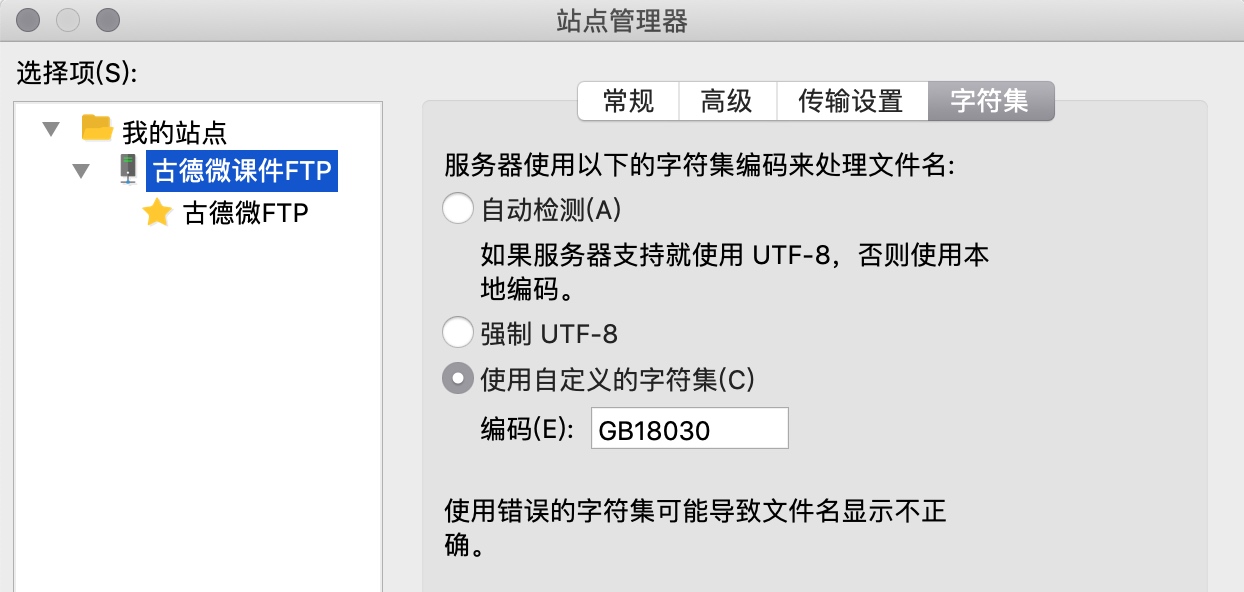 站点管理器
选择项(S):
我的站点
古德微课件FTP
古德微FTP
常规
高级
传输设置
字符集
服务器使用以下的字符集编码来处理文件名:
自动检测(A)
如果服务器支持就使用 UTF-8，否则使用本
地编码。
强制 UTF-8
使用自定义的字符集(C)
编码(E):
GB18030
使用错误的字符集可能导致文件名显示不正
确。